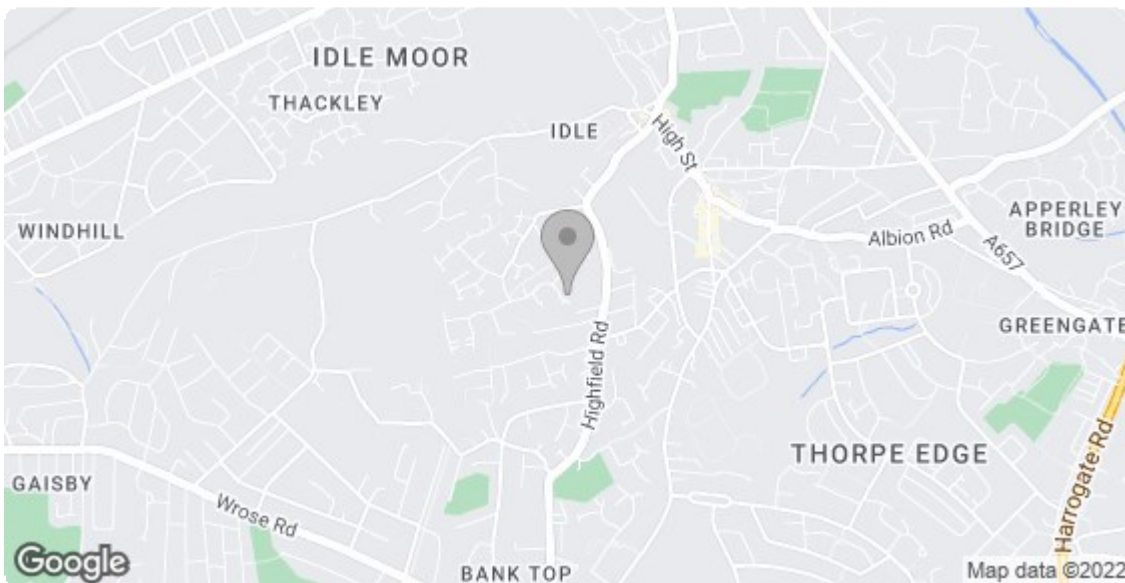 IDLE MOOR
THACKLEY
IDLE
High St
WINDHILL
APPERLEY
BRIDGE
Albion Rd
A657
GREENGATE
Highfield Rd
THORPE EDGE
Harrogate Rd
GAISBY
Wrose Rd
BANK TOP
Google
Map data ©2022